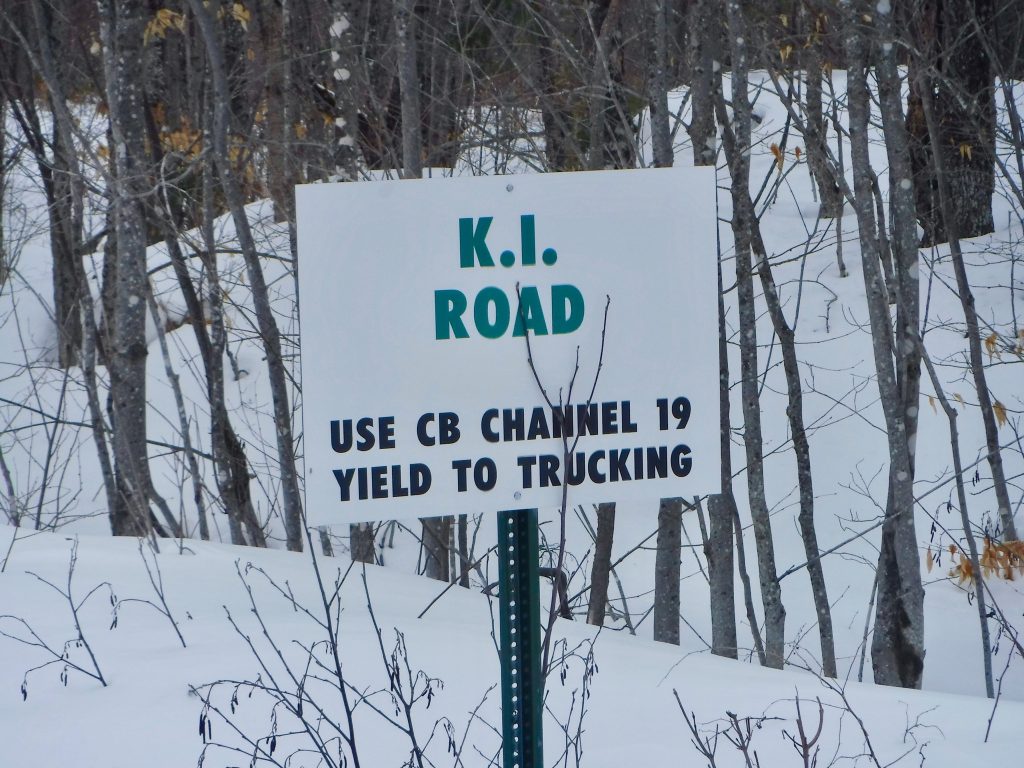 K.I.
ROAD
USE CB CHANNEL 19
YIELD TO TRUCKING